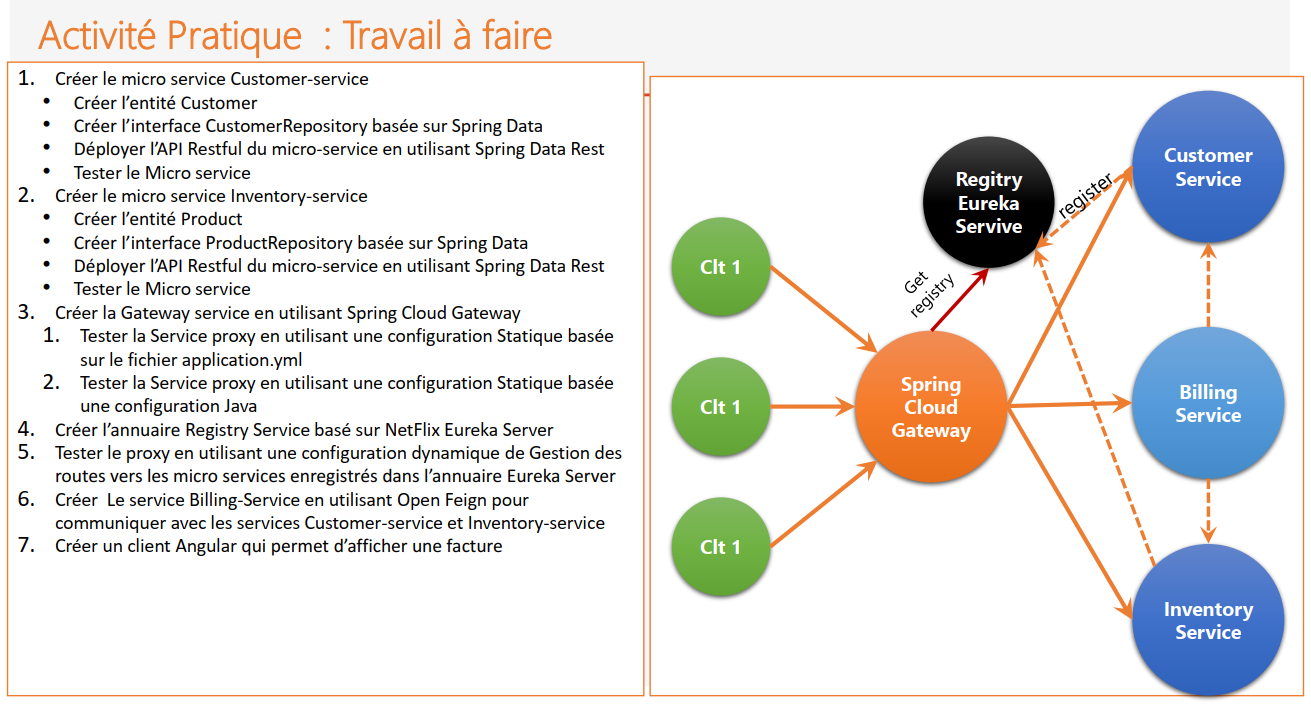 Activité Pratique : Travail à faire
1. Créer le micro service Customer-service
• Créer l'entité Customer
• Créer l'interface CustomerRepository basée sur Spring Data
• Déployer l'API Restful du micro-service en utilisant Spring Data Rest
• Tester le Micro service
2. Créer le micro service Inventory-service
• Créer l'entité Product
• Créer l'interface ProductRepository basée sur Spring Data
• Déployer l'API Restful du micro-service en utilisant Spring Data Rest
• Tester le Micro service
3. Créer la Gateway service en utilisant Spring Cloud Gateway
1. Tester la Service proxy en utilisant une configuration Statique basée
sur le fichier application.yml
2. Tester la Service proxy en utilisant une configuration Statique basée
une configuration Java
4. Créer l'annuaire Registry Service basé sur NetFlix Eureka Server
5. Tester le proxy en utilisant une configuration dynamique de Gestion des
routes vers les micro services enregistrés dans l'annuaire Eureka Server
6. Créer Le service Billing-Service en utilisant Open Feign pour
communiquer avec les services Customer-service et Inventory-service
7. Créer un client Angular qui permet d'afficher une facture
Clt 1
Clt 1
Clt 1
Regitry
Eureka
Servive
Get
registry
register
Spring
Cloud
Gateway
Customer
Service
Billing
Service
Inventory
Service